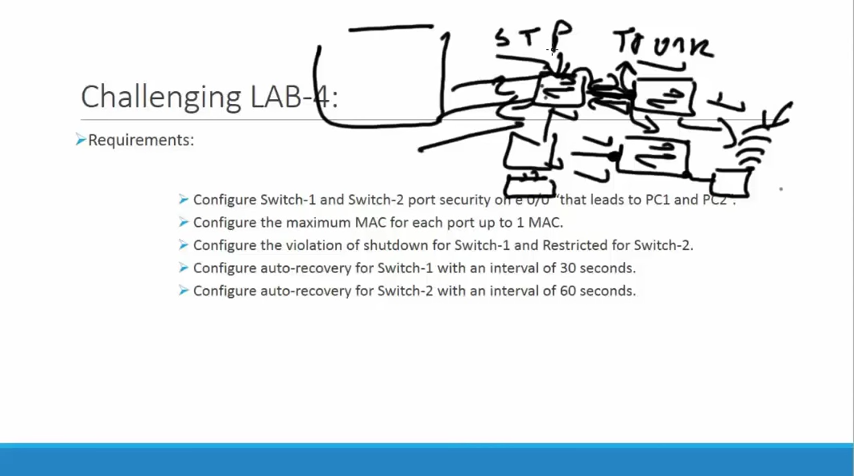 STP TRUNK
Challenging LAB-4:
Requirements:
Configure Switch-1 and Switch-2 port security on e 0/0 "that leads to PC1 and PC2".
Configure the maximum MAC for each port up to 1 MAC.
Configure the violation of shutdown for Switch-1 and Restricted for Switch-2.
Configure auto-recovery for Switch-1 with an interval of 30 seconds.
Configure auto-recovery for Switch-2 with an interval of 60 seconds.